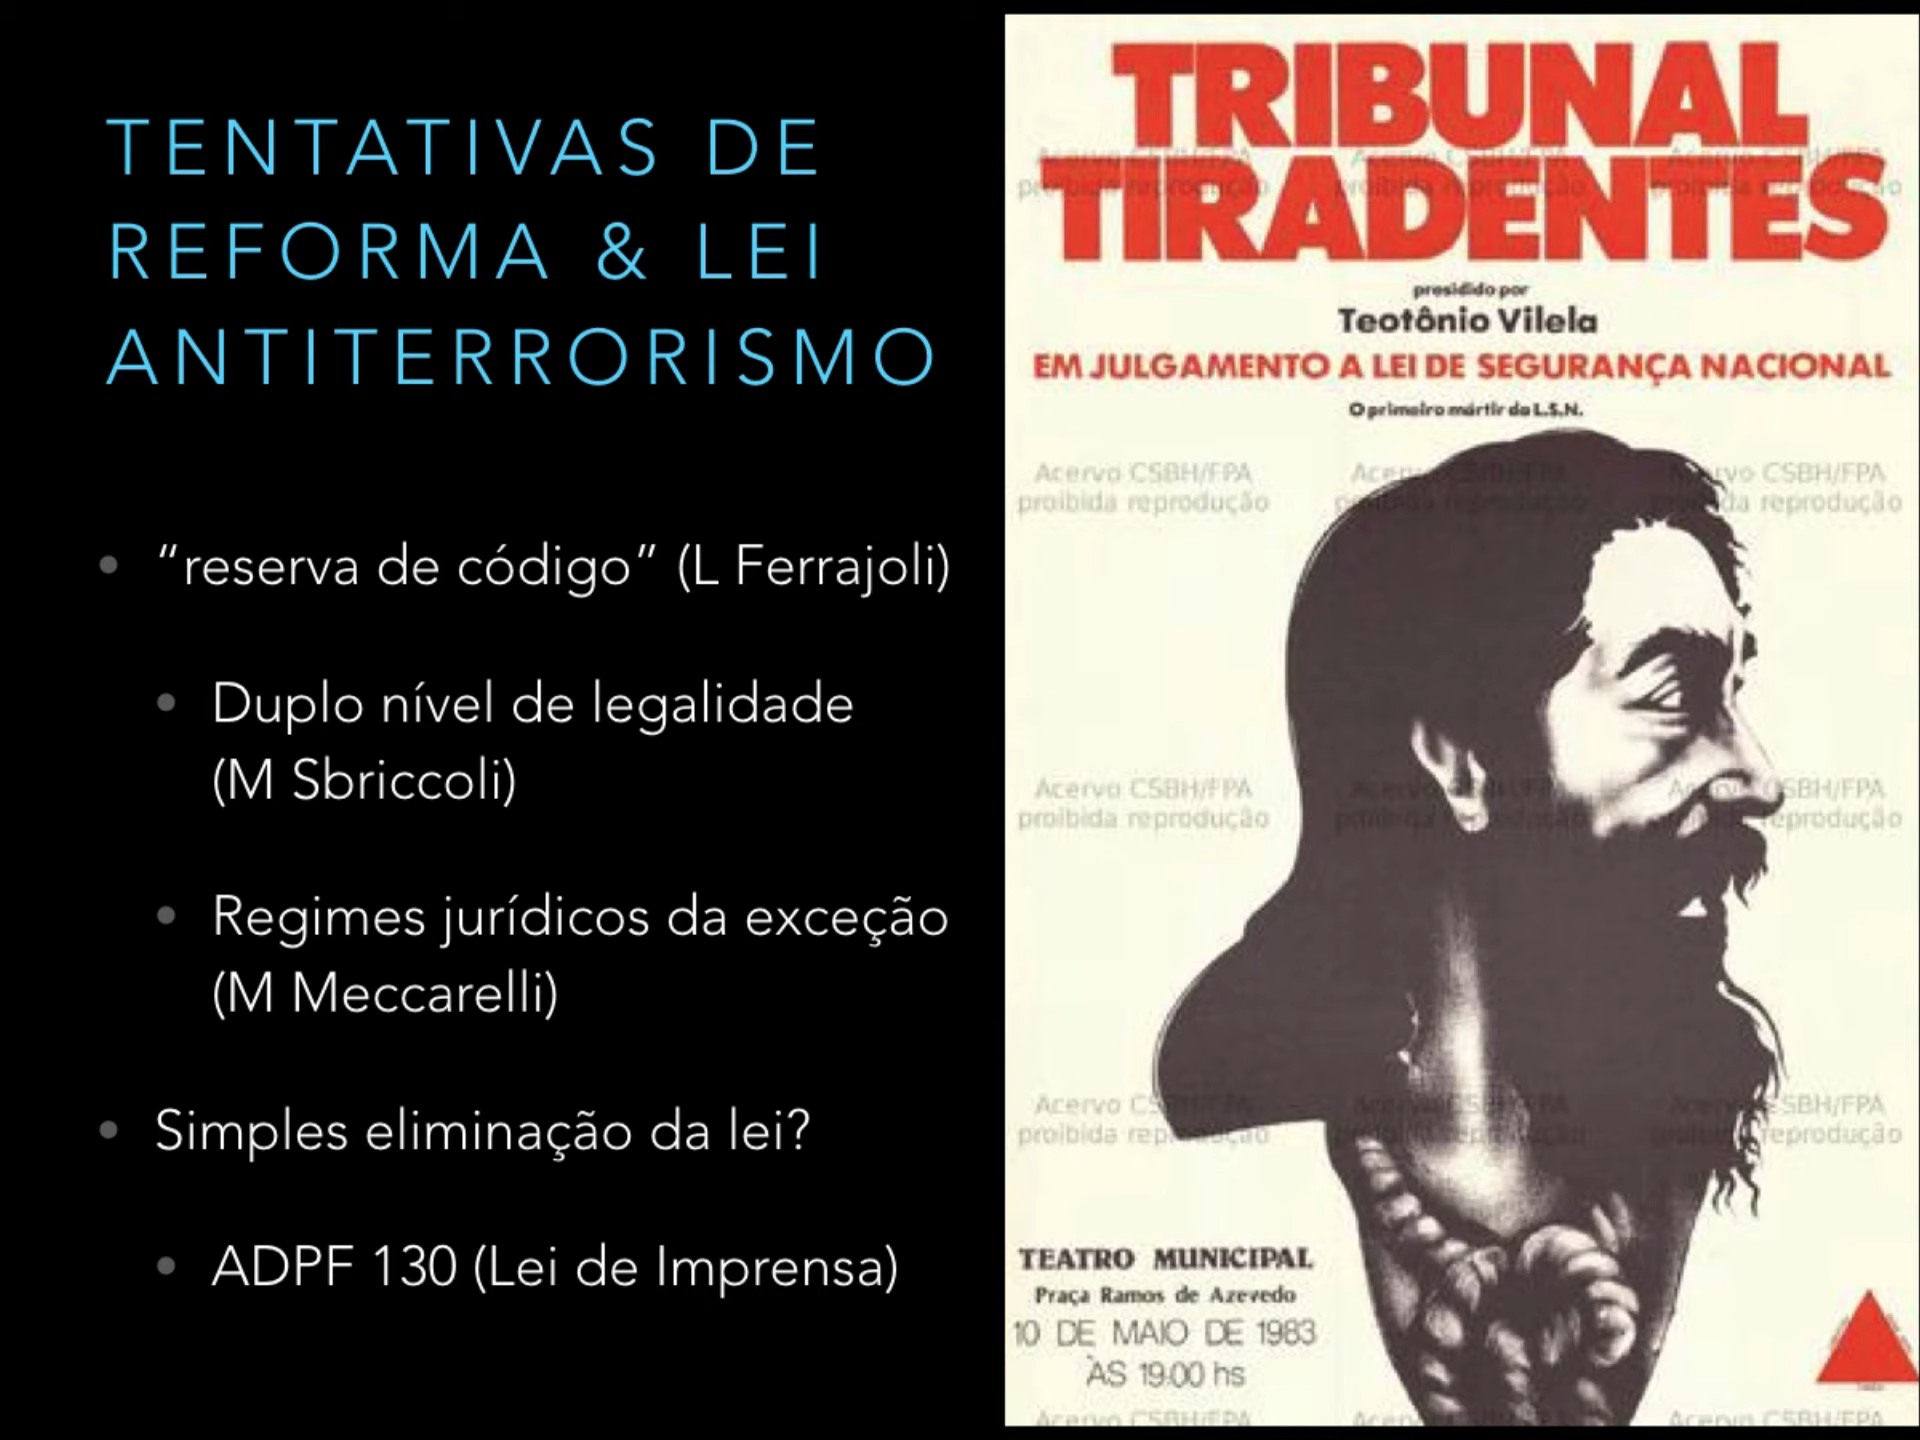 TENTATIVAS DE
REFORMA & LEI
ANTITERRORISMO
• “reserva de código” (L Ferrajoli)
• Duplo nível de legalidade
(M Sbriccoli)
• Regimes jurídicos da exceção
(M Meccarelli)
• Simples eliminação da lei?
• ADPF 130 (Lei de Imprensa)
TRIBUNAL
TIRADENTES
presidido por
Teotônio Vilela
EM JULGAMENTO A LEI DE SEGURANÇA NACIONAL
O primeiro mártir da L.S.N.
Acervo CSBH/FPA
proibida reprodução
TEATRO MUNICIPAL
Praça Ramos de Azevedo
10 DE MAIO DE 1983
ÀS 19:00 hs